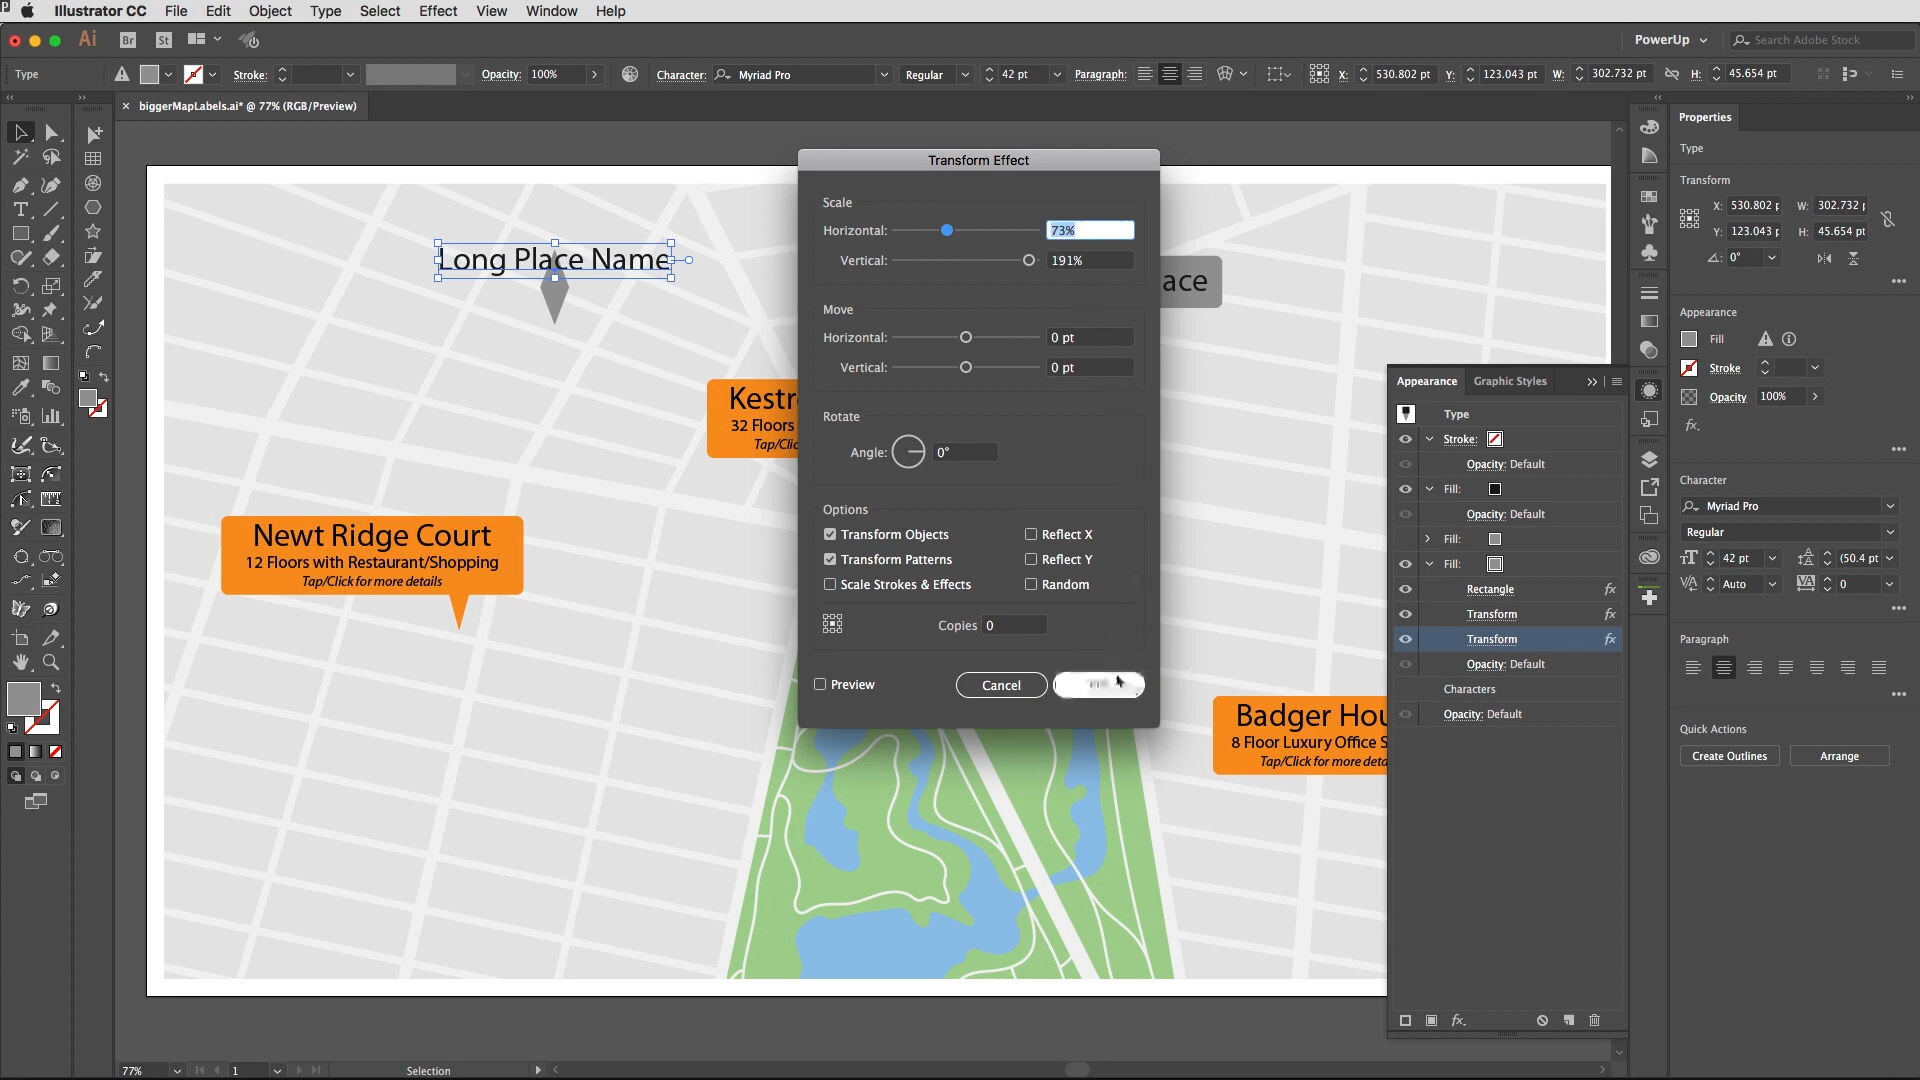 Illustrator CC File Edit Object Type Select Effect View Window Help
Ai Br St PowerUp Search Adobe Stock
Type Stroke: Opacity: 100% Character: Myriad Pro Regular 42 pt Paragraph: X: 530.802 pt Y: 123.043 pt W: 302.732 pt H: 45.654 pt
× biggerMapLabels.ai* @ 77% (RGB/Preview)
Long Place Name
ace
Kestr
32 Floors
Tap/Clic
Newt Ridge Court
12 Floors with Restaurant/Shopping
Tap/Click for more details
Badger Hou
8 Floor Luxury Office S
Tap/Click for more deta
Transform Effect
Scale
Horizontal: 73%
Vertical: 191%
Move
Horizontal: 0 pt
Vertical: 0 pt
Rotate
Angle: 0°
Options
Transform Objects Reflect X
Transform Patterns Reflect Y
Scale Strokes & Effects Random
Copies 0
Preview Cancel
Appearance Graphic Styles
Type
Stroke:
Opacity: Default
Fill:
Opacity: Default
Fill:
Fill:
Rectangle fx
Transform fx
Transform fx
Opacity: Default
Characters
Opacity: Default
fx.
Properties
Type
Transform
X: 530.802 p W: 302.732 p
Y: 123.043 p H: 45.654 pt
0°
Appearance
Fill
Stroke
Opacity 100%
fx.
Character
Myriad Pro
Regular
42 pt (50.4 pt
Auto 0
Paragraph
Quick Actions
Create Outlines Arrange
77% 1 Selection